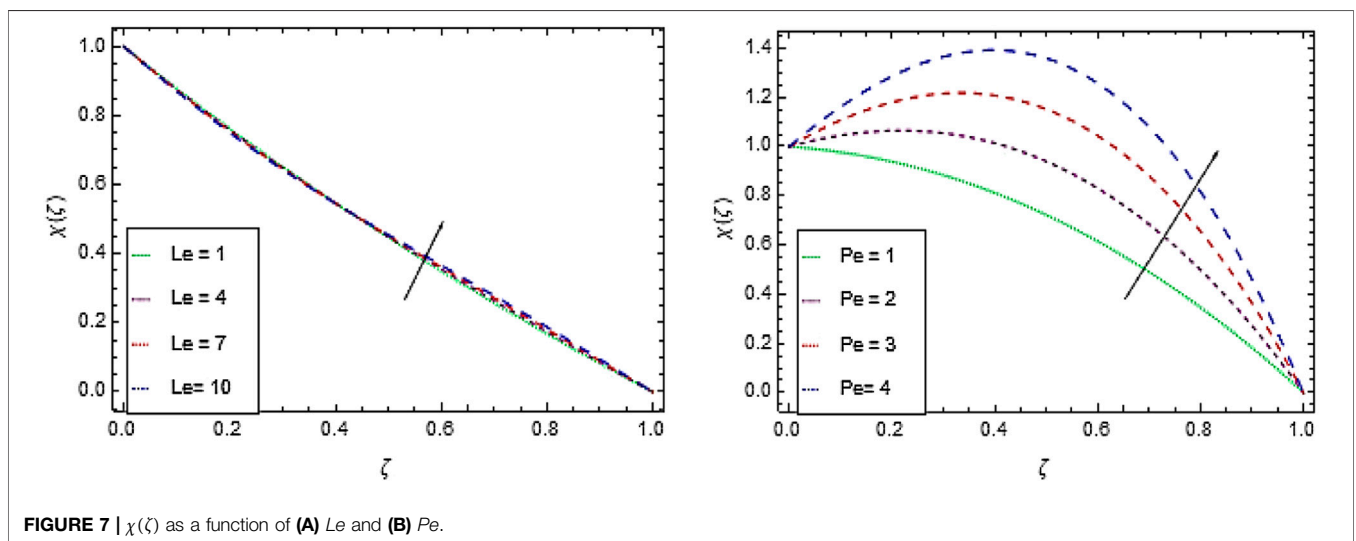 1.0
0.8
0.6
0.4
0.2
0.0
χ(ζ)
Le = 1
Le = 4
Le = 7
Le= 10
0.0 0.2 0.4 0.6 0.8 1.0
ζ
1.4
1.2
1.0
0.8
0.6
0.4
0.2
0.0
χ(ζ)
Pe = 1
Pe = 2
Pe = 3
Pe= 4
0.0 0.2 0.4 0.6 0.8 1.0
ζ
FIGURE 7 | χ(ζ) as a function of (A) Le and (B) Pe.